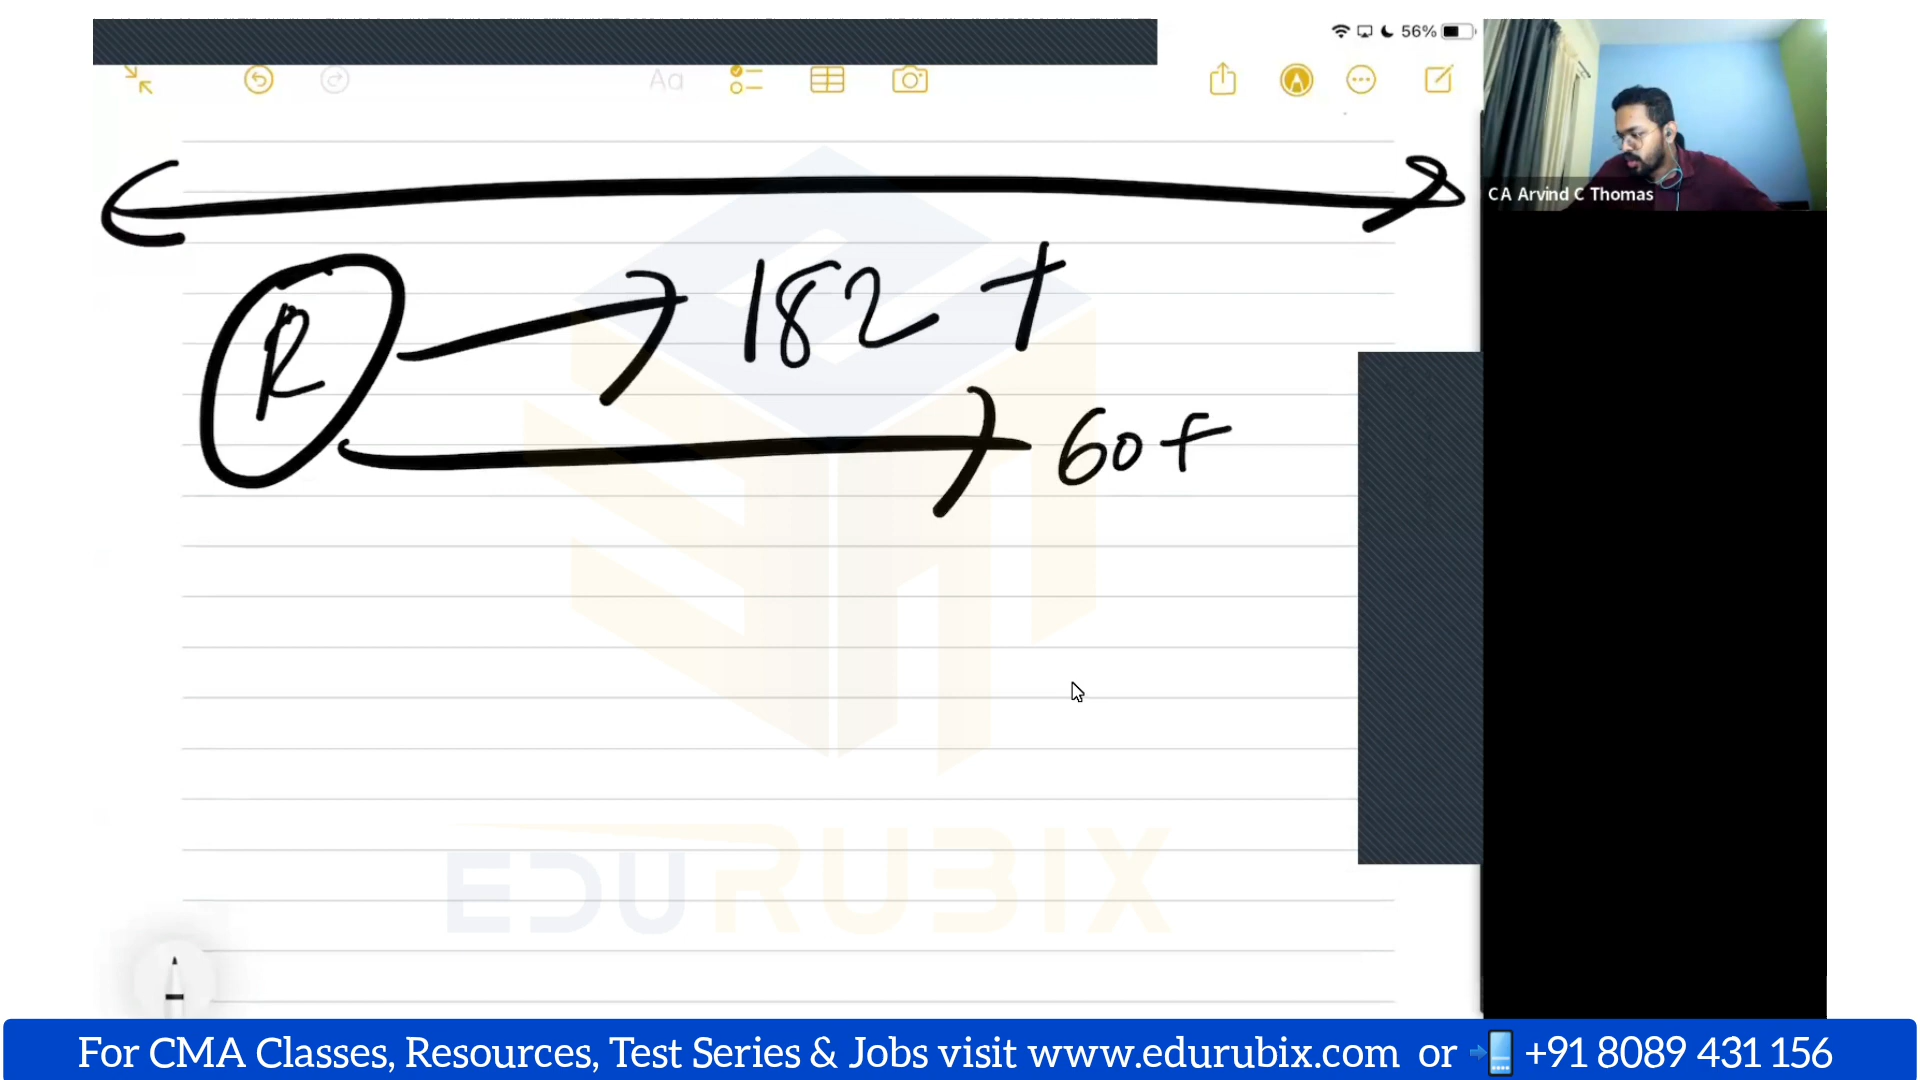 56%
Aa
CA Arvind C Thomas
R
182 +
60+
EDURUBIX
For CMA Classes, Resources, Test Series & Jobs visit www.edurubix.com or +91 8089 431 156